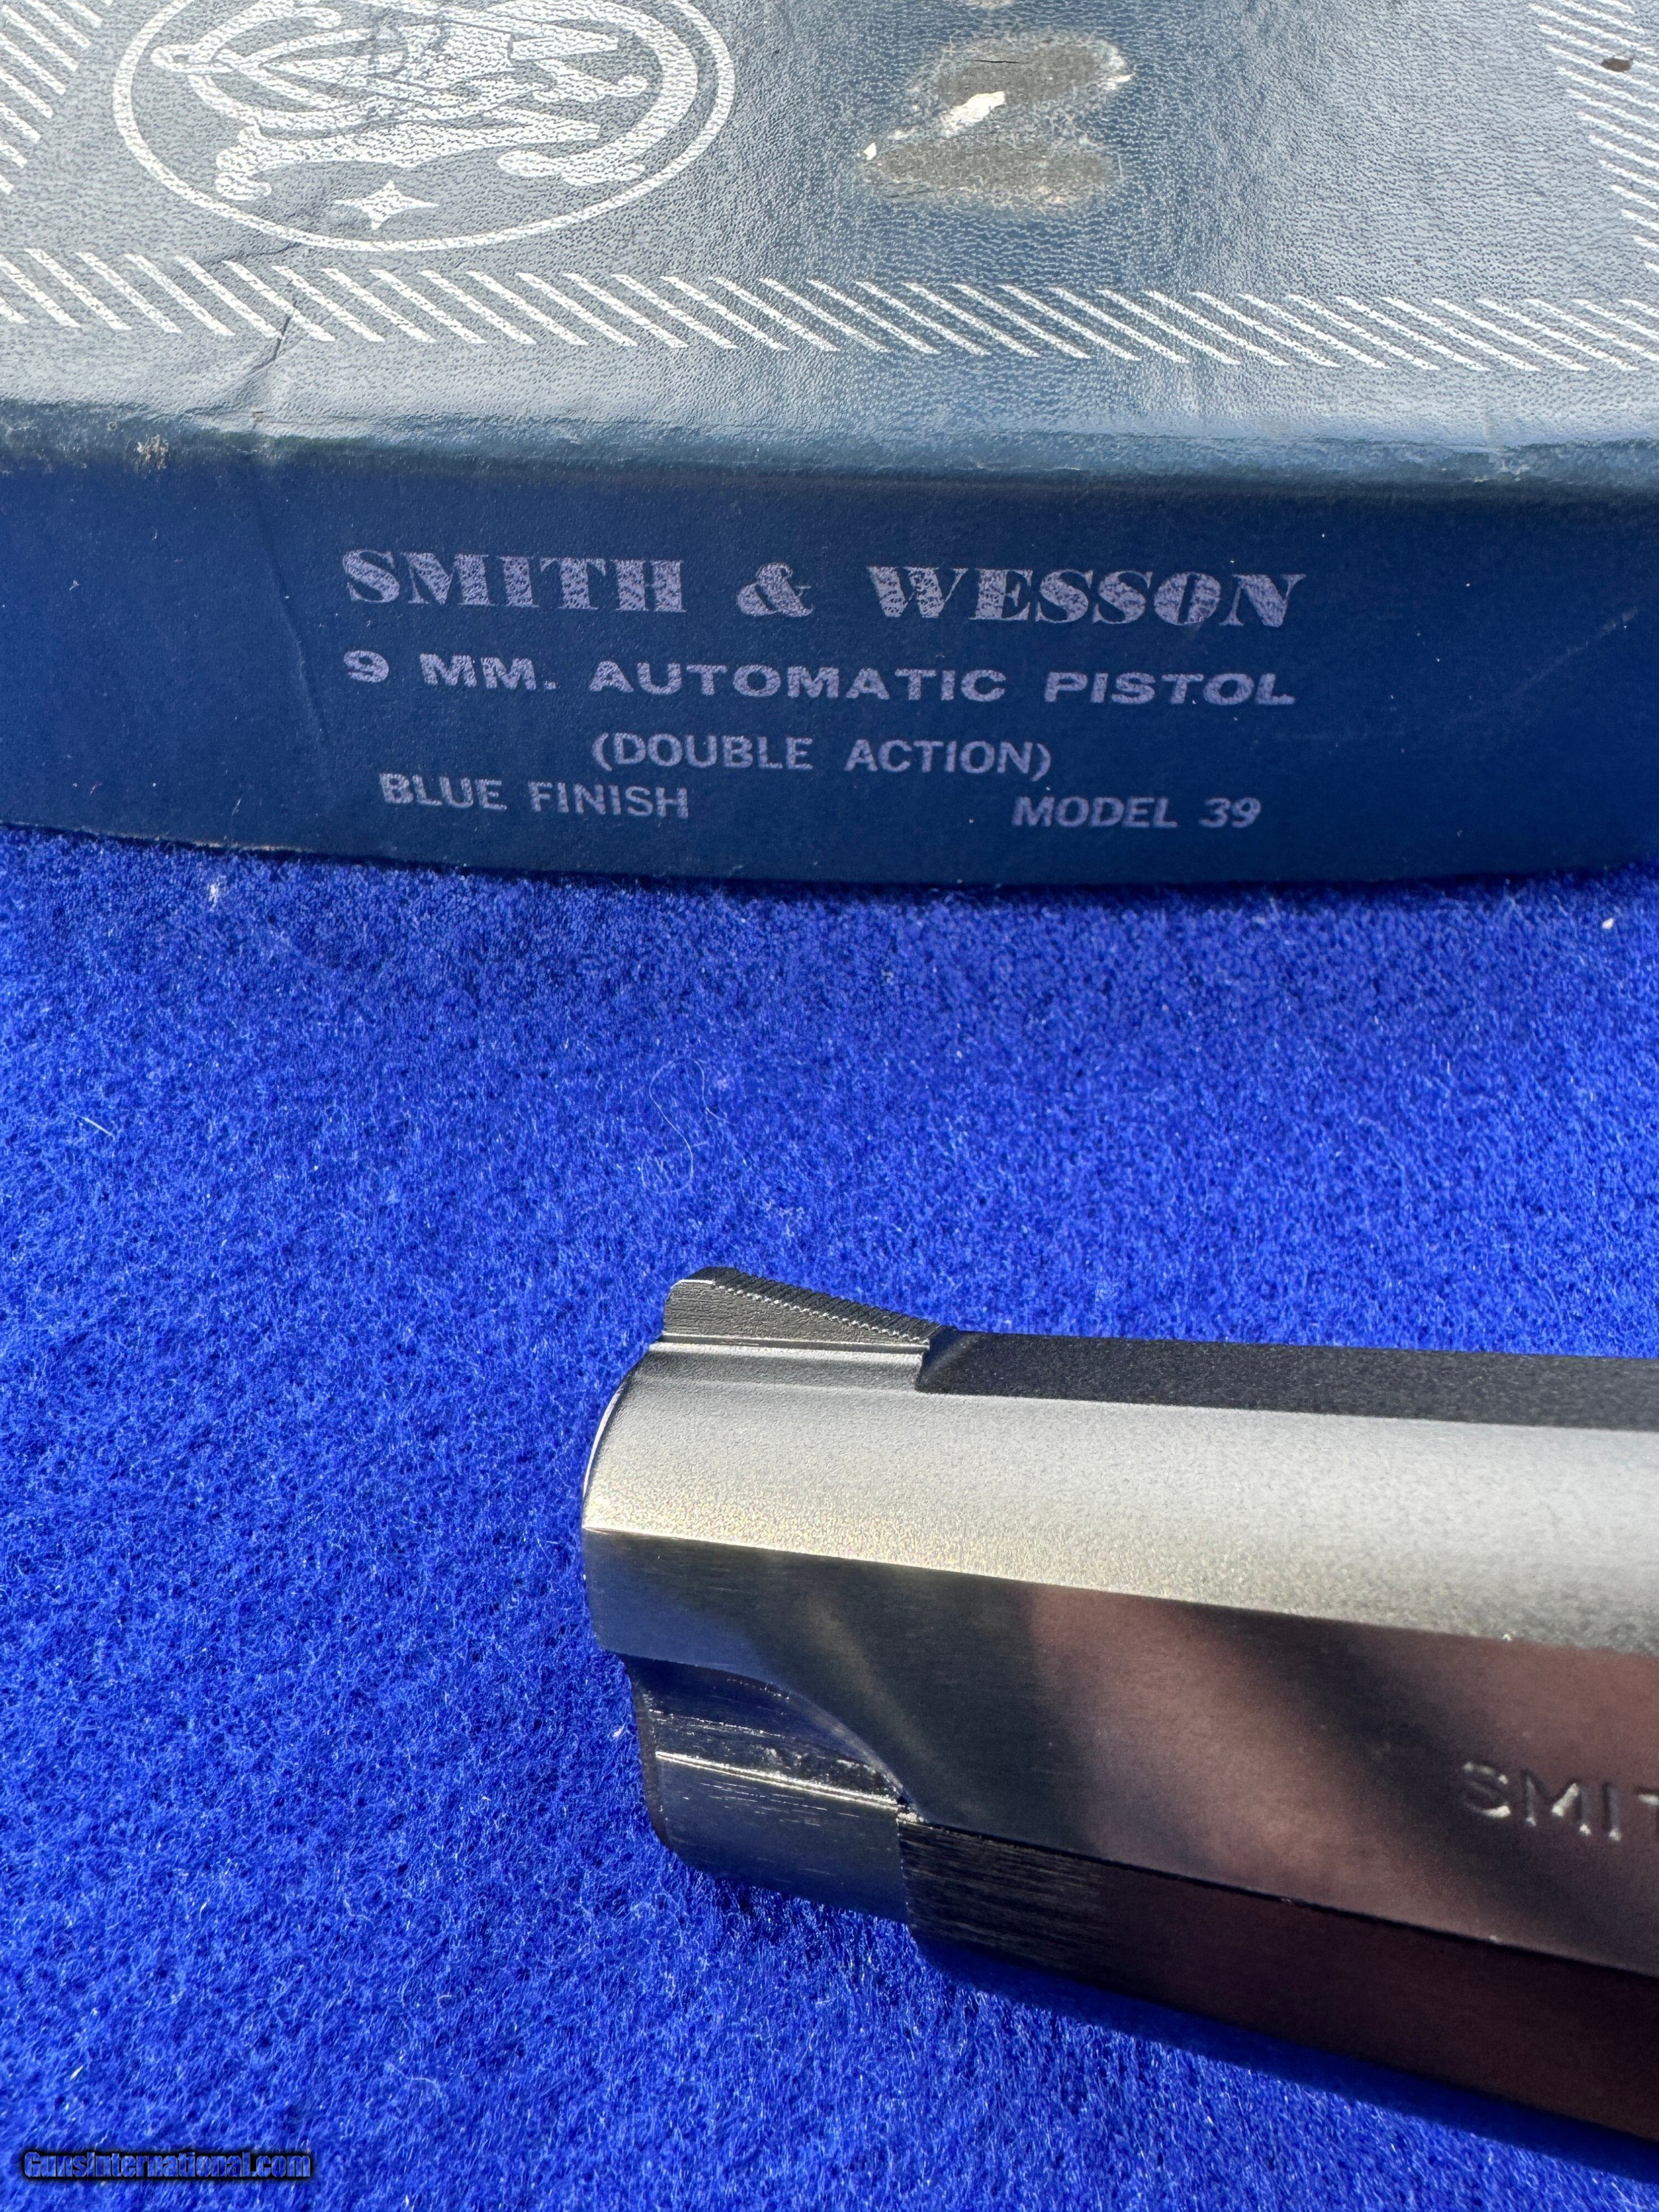 SMITH & WESSON
9 MM. AUTOMATIC PISTOL
(DOUBLE ACTION)
BLUE FINISH MODEL 39
SMIT
GunsInternational.com